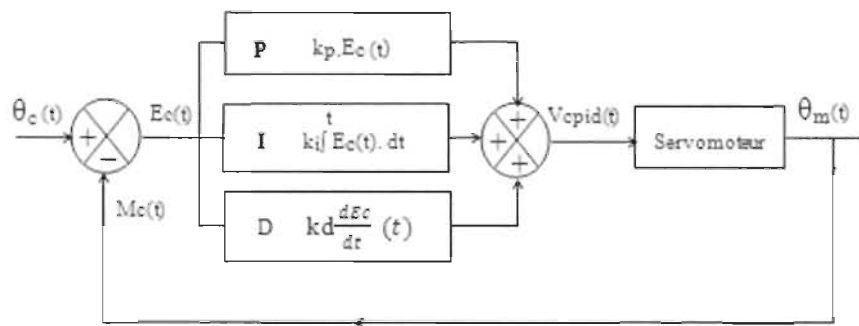 P kp.Ec(t)
θc(t)
+
−
Ec(t)
t
I ki∫ Ec(t). dt
+
+
+
Vcpid(t)
Servomoteur
θm(t)
Mc(t)
D kd dEc/dt (t)